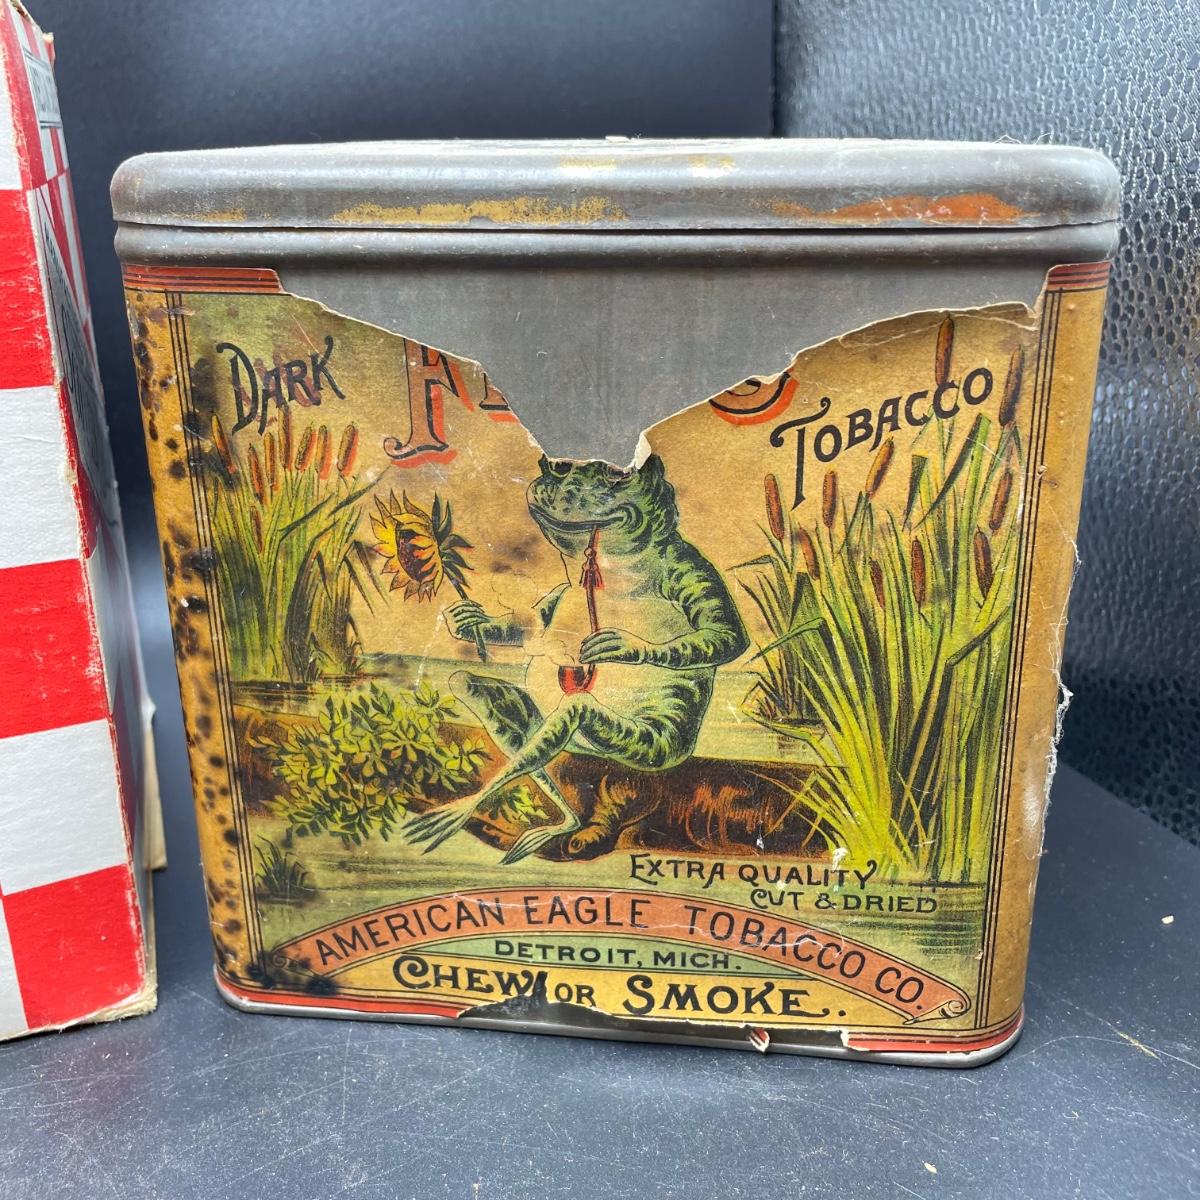 DARK
TOBACCO
EXTRA QUALITY
CUT & DRIED
AMERICAN EAGLE TOBACCO CO.
DETROIT, MICH.
CHEW OR SMOKE.